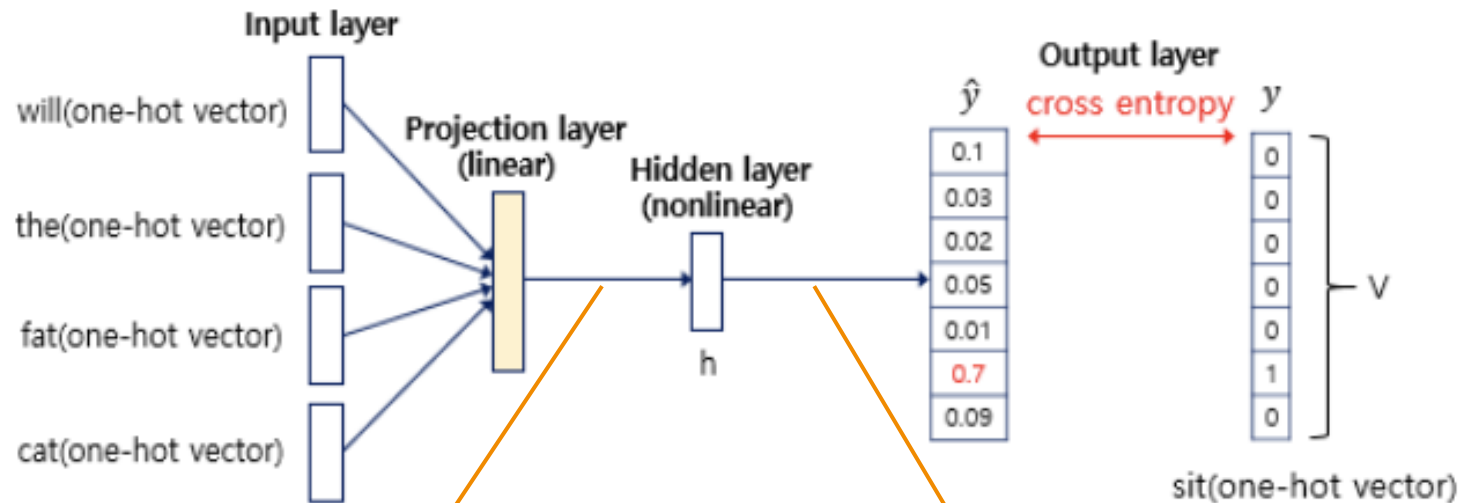 Input layer
will(one-hot vector)
the(one-hot vector)
fat(one-hot vector)
cat(one-hot vector)
Projection layer
(linear)
Hidden layer
(nonlinear)
h
Output layer
ŷ
cross entropy
y
0.1
0.03
0.02
0.05
0.01
0.7
0.09
0
0
0
0
0
1
0
V
sit(one-hot vector)